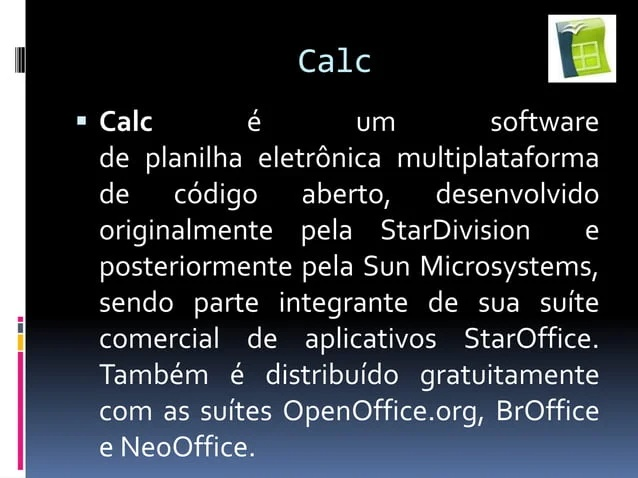 Calc
▪ Calc é um software
de planilha eletrônica multiplataforma
de código aberto, desenvolvido
originalmente pela StarDivision e
posteriormente pela Sun Microsystems,
sendo parte integrante de sua suíte
comercial de aplicativos StarOffice.
Também é distribuído gratuitamente
com as suítes OpenOffice.org, BrOffice
e NeoOffice.